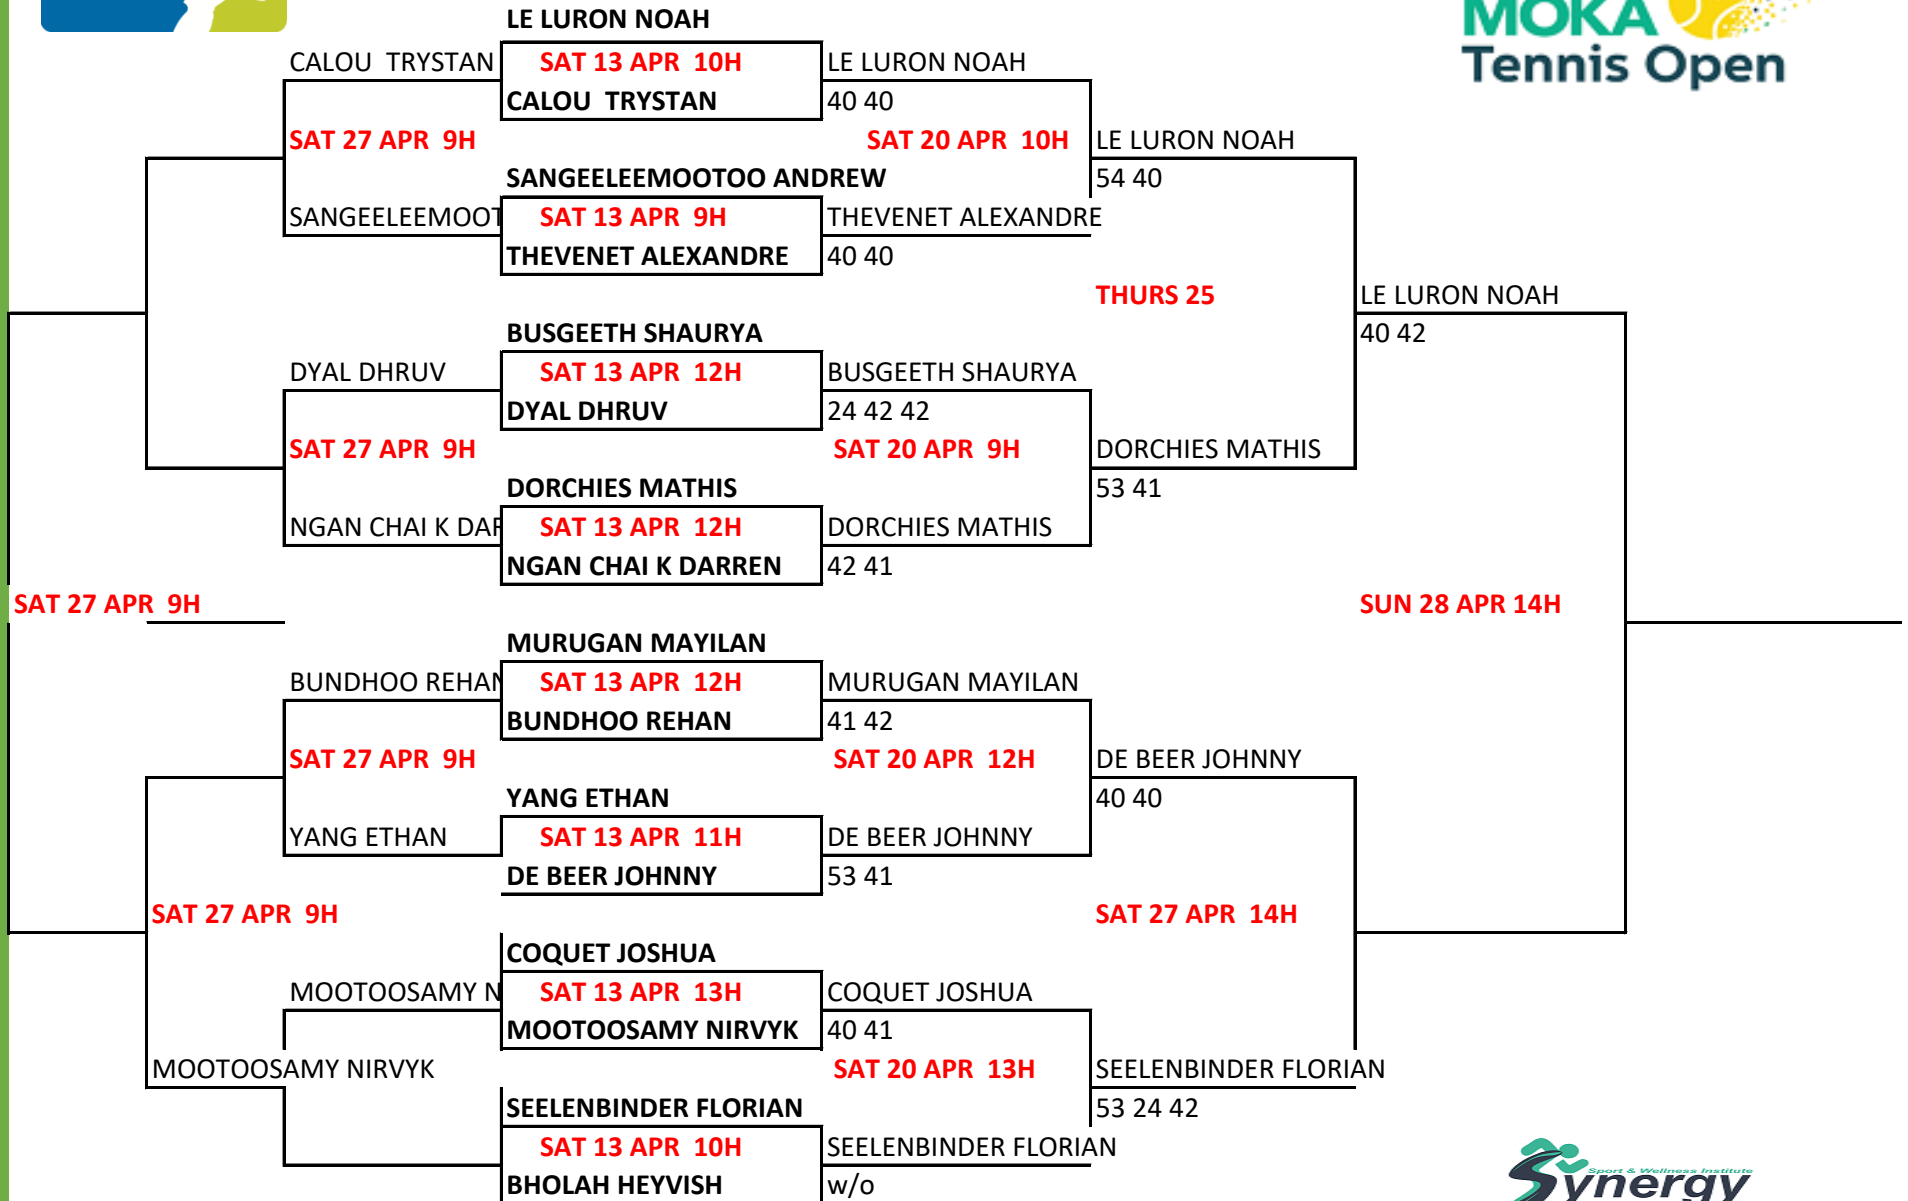 LE LURON NOAH
MOKA
Tennis Open
CALOU  TRYSTAN
SAT 13 APR  10H
LE LURON NOAH
CALOU  TRYSTAN
40 40
SAT 27 APR  9H
SAT 20 APR  10H
LE LURON NOAH
SANGEELEEMOOTOO ANDREW
54 40
SANGEELEEMOOT
SAT 13 APR  9H
THEVENET ALEXANDRE
THEVENET ALEXANDRE
40 40
THURS 25
LE LURON NOAH
BUSGEETH SHAURYA
40 42
DYAL DHRUV
SAT 13 APR  12H
BUSGEETH SHAURYA
DYAL DHRUV
24 42 42
SAT 27 APR  9H
SAT 20 APR  9H
DORCHIES MATHIS
DORCHIES MATHIS
53 41
NGAN CHAI K DAR
SAT 13 APR  12H
DORCHIES MATHIS
NGAN CHAI K DARREN
42 41
SAT 27 APR  9H
SUN 28 APR 14H
MURUGAN MAYILAN
BUNDHOO REHAN
SAT 13 APR  12H
MURUGAN MAYILAN
BUNDHOO REHAN
41 42
SAT 27 APR  9H
SAT 20 APR  12H
DE BEER JOHNNY
YANG ETHAN
40 40
YANG ETHAN
SAT 13 APR  11H
DE BEER JOHNNY
DE BEER JOHNNY
53 41
SAT 27 APR  9H
SAT 27 APR  14H
COQUET JOSHUA
MOOTOOSAMY N
SAT 13 APR  13H
COQUET JOSHUA
MOOTOOSAMY NIRVYK
40 41
MOOTOOSAMY NIRVYK
SAT 20 APR  13H
SEELENBINDER FLORIAN
SEELENBINDER FLORIAN
53 24 42
SAT 13 APR  10H
SEELENBINDER FLORIAN
BHOLAH HEYVISH
w/o
Sport & Wellness Institute
Synergy